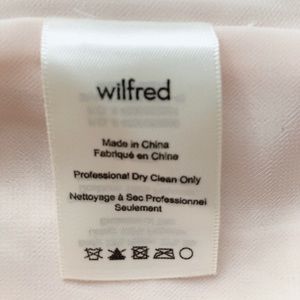 wilfred
Made in China
Fabriqué en Chine
Professional Dry Clean Only
Nettoyage à Sec Professionnel
Seulement